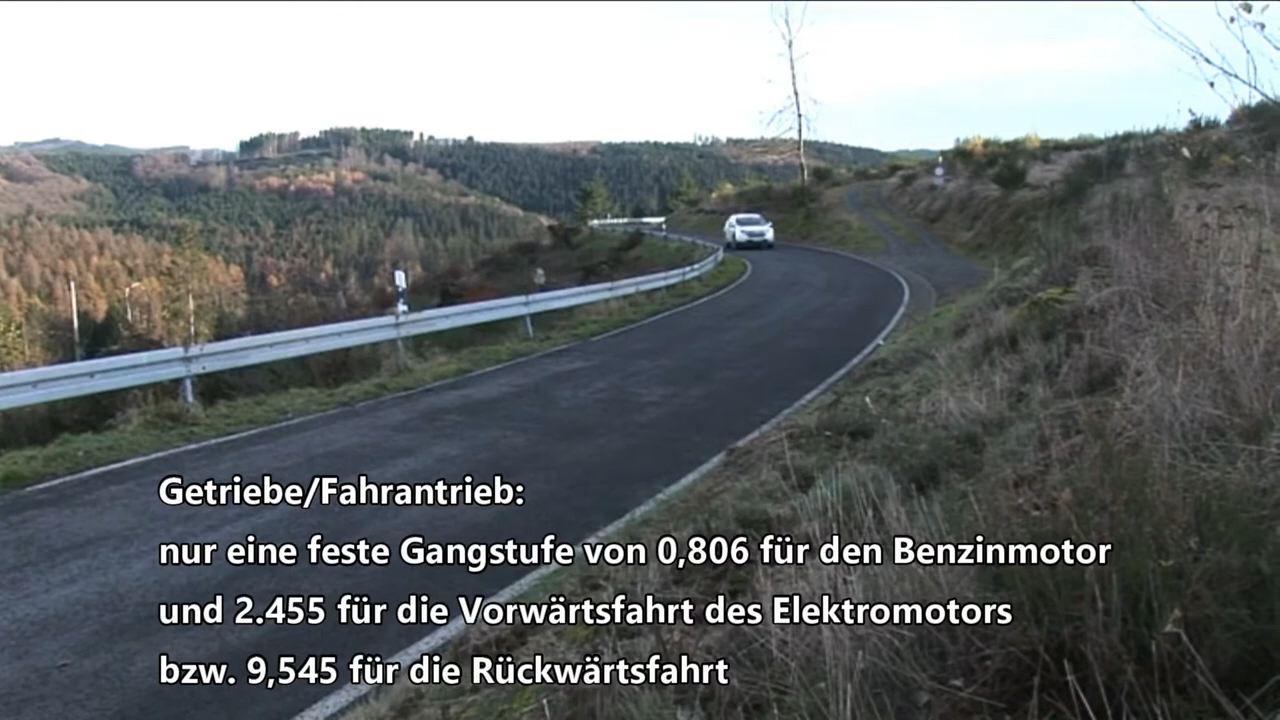 Getriebe/Fahrantrieb:
nur eine feste Gangstufe von 0,806 für den Benzinmotor
und 2.455 für die Vorwärtsfahrt des Elektromotors
bzw. 9,545 für die Rückwärtsfahrt